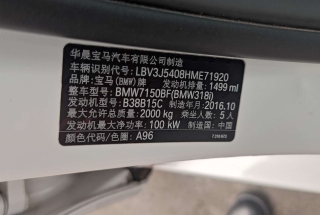 华晨宝马汽车有限公司制造
车辆识别代号: LBV3J5408HME71920
品牌: 宝马(BMW)牌 发动机排量: 1499 ml
整车型号: BMW7150BF(BMW318i)
发动机型号: B38B15C 制造年月: 2016.10
最大允许总质量: 2000 kg 乘坐人数: 5 人
发动机最大净功率: 100 kW 制造国: 中国
颜色代码/色圈: A96